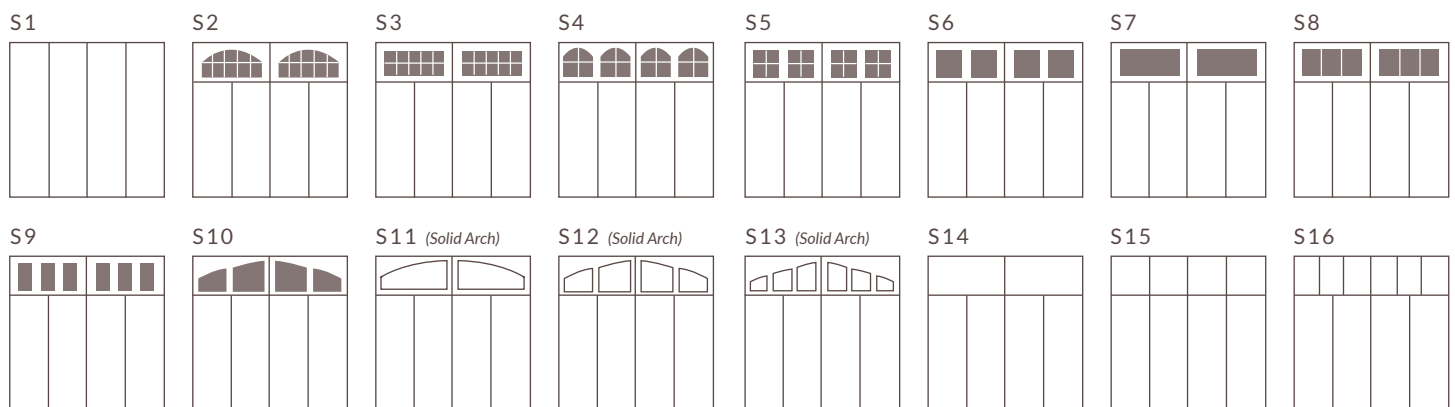 S1 S2 S3 S4 S5 S6 S7 S8
S9 S10 S11 (Solid Arch) S12 (Solid Arch) S13 (Solid Arch) S14 S15 S16